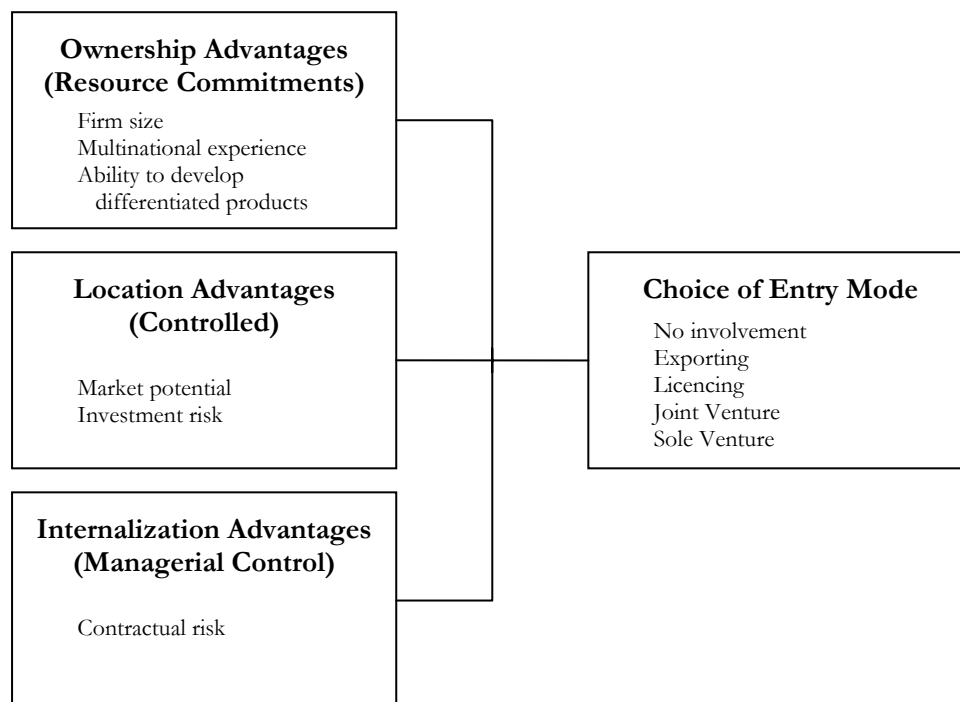 Ownership Advantages
(Resource Commitments)
Firm size
Multinational experience
Ability to develop
differentiated products
Location Advantages
(Controlled)
Market potential
Investment risk
Internalization Advantages
(Managerial Control)
Contractual risk
Choice of Entry Mode
No involvement
Exporting
Licencing
Joint Venture
Sole Venture